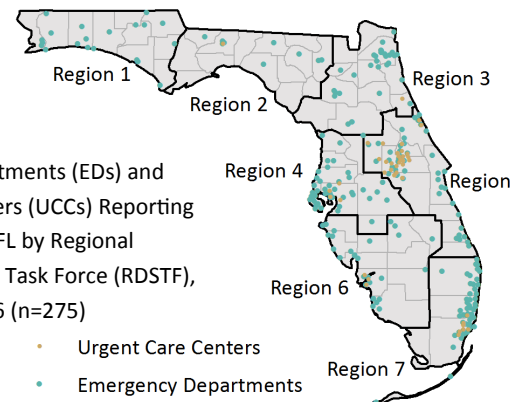 Region 1
Region 2
Region 3
Region 4
Region
Region 6
Region 7
tments (EDs) and
ers (UCCs) Reporting
FL by Regional
Task Force (RDSTF),
6 (n=275)
Urgent Care Centers
Emergency Departments